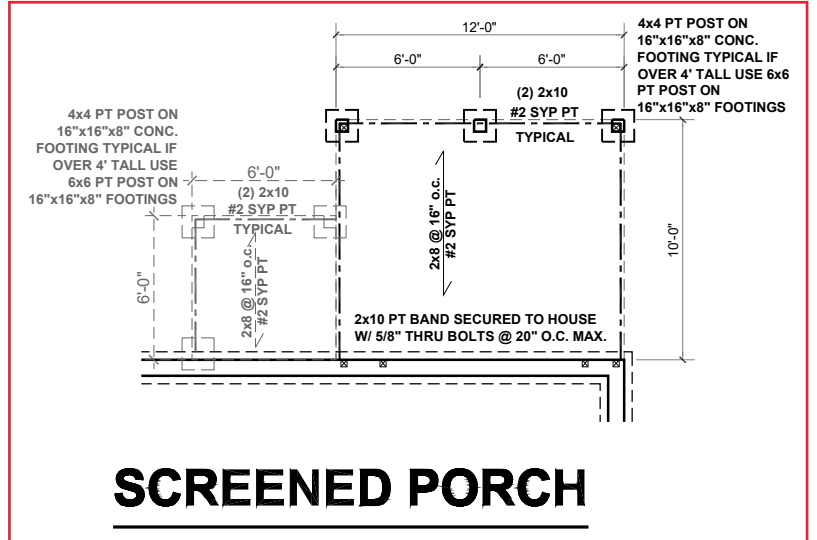 12'-0"
6'-0"
6'-0"
4x4 PT POST ON
16"x16"x8" CONC.
FOOTING TYPICAL IF
OVER 4' TALL USE 6x6
PT POST ON
16"x16"x8" FOOTINGS
(2) 2x10
#2 SYP PT
TYPICAL
4x4 PT POST ON
16"x16"x8" CONC.
FOOTING TYPICAL IF
OVER 4' TALL USE
6x6 PT POST ON
16"x16"x8" FOOTINGS
6'-0"
(2) 2x10
#2 SYP PT
TYPICAL
6'-0"
2x8 @ 16" o.c.
#2 SYP PT
2x8 @ 16" o.c.
#2 SYP PT
10'-0"
2x10 PT BAND SECURED TO HOUSE
W/ 5/8" THRU BOLTS @ 20" O.C. MAX.
SCREENED PORCH